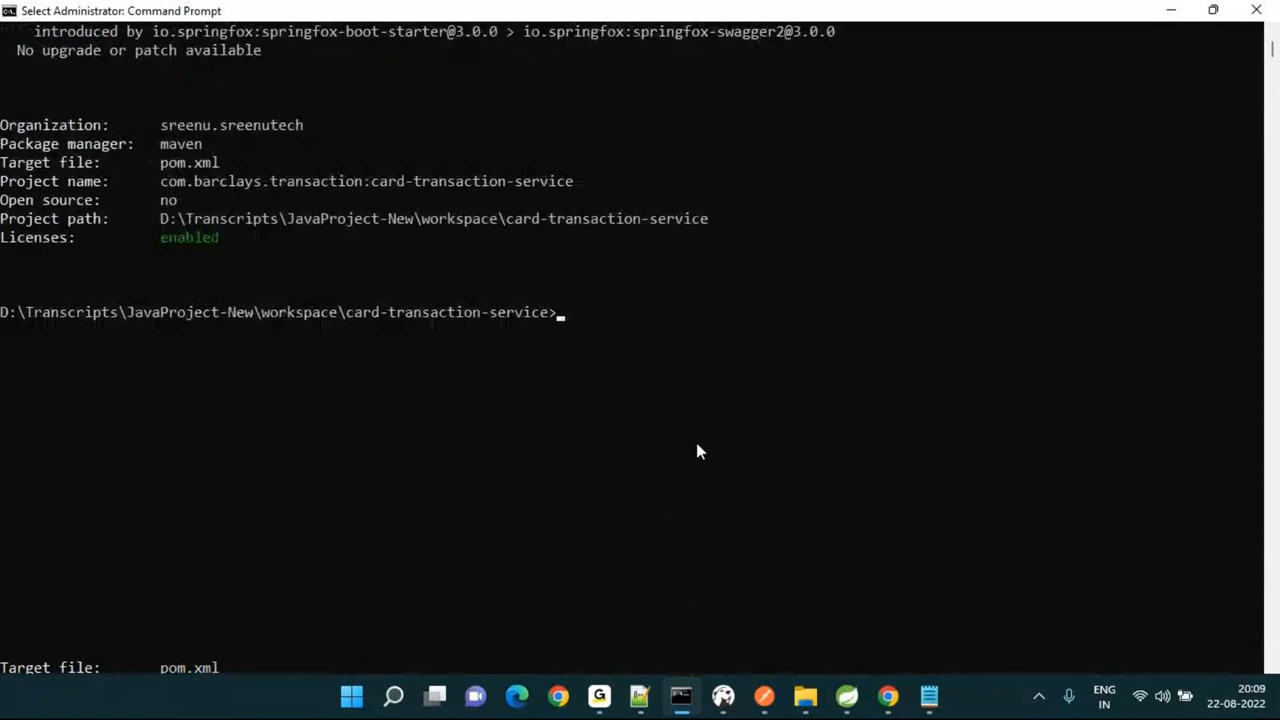 Select Administrator: Command Prompt
introduced by io.springfox:springfox-boot-starter@3.0.0 > io.springfox:springfox-swagger2@3.0.0
No upgrade or patch available
Organization: sreenu.sreenutech
Package manager: maven
Target file: pom.xml
Project name: com.barclays.transaction:card-transaction-service
Open source: no
Project path: D:\Transcripts\JavaProject-New\workspace\card-transaction-service
Licenses: enabled
D:\Transcripts\JavaProject-New\workspace\card-transaction-service>
Target file: pom.xml
G
ENG
IN
20:09
22-08-2022